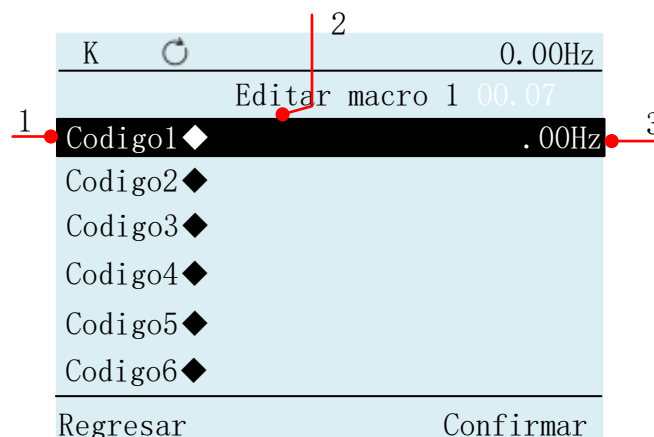 2
K 0.00Hz
Editar macro 1 00.07
1 Codigo1◆ .00Hz 3
Codigo2◆
Codigo3◆
Codigo4◆
Codigo5◆
Codigo6◆
Regresar Confirmar